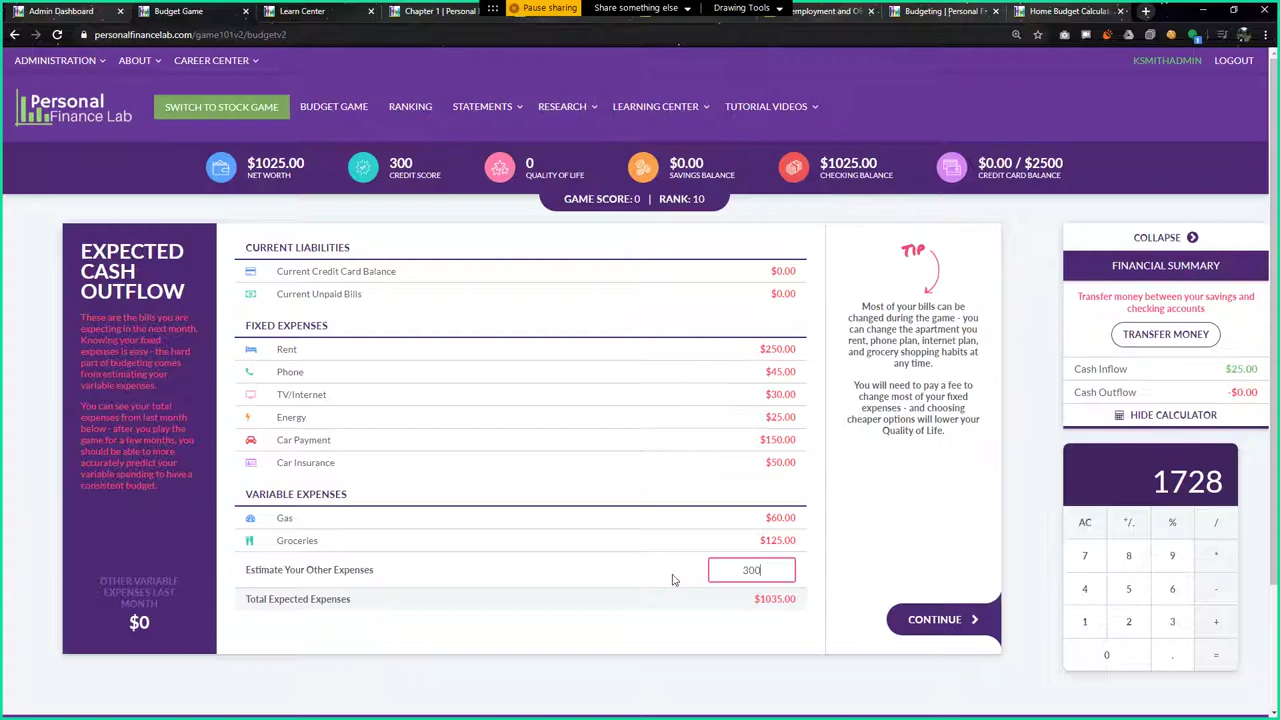 Admin Dashboard
Budget Game
Learn Center
Chapter 1 | Personal
Pause sharing
Share something else
Drawing Tools
Budgeting | Personal F
Home Budget Calcula
personalfinancelab.com/game101v2/budgetv2
ADMINISTRATION
ABOUT
CAREER CENTER
KSMITHADMIN
LOGOUT
Personal
Finance Lab
SWITCH TO STOCK GAME
BUDGET GAME
RANKING
STATEMENTS
RESEARCH
LEARNING CENTER
TUTORIAL VIDEOS
$1025.00
NET WORTH
300
CREDIT SCORE
0
QUALITY OF LIFE
$0.00
SAVINGS BALANCE
$1025.00
CHECKING BALANCE
$0.00 / $2500
CREDIT CARD BALANCE
GAME SCORE: 0 | RANK: 10
EXPECTED
CASH
OUTFLOW
These are the bills you are
expecting in the next month.
Knowing your fixed
expenses is easy - the hard
part of budgeting comes
from estimating your
variable expenses.
You can see your total
expenses from last month
below - after you play the
game for a few months, you
should be able to more
accurately predict your
variable spending to have a
consistent budget.
OTHER VARIABLE
EXPENSES LAST
MONTH
$0
CURRENT LIABILITIES
Current Credit Card Balance $0.00
Current Unpaid Bills $0.00
FIXED EXPENSES
Rent $250.00
Phone $45.00
TV/Internet $30.00
Energy $25.00
Car Payment $150.00
Car Insurance $50.00
VARIABLE EXPENSES
Gas $60.00
Groceries $125.00
Estimate Your Other Expenses 300
Total Expected Expenses $1035.00
TIP
Most of your bills can be
changed during the game - you
can change the apartment you
rent, phone plan, internet plan,
and grocery shopping habits at
any time.
You will need to pay a fee to
change most of your fixed
expenses - and choosing
cheaper options will lower your
Quality of Life.
CONTINUE
COLLAPSE
FINANCIAL SUMMARY
Transfer money between your savings and
checking accounts
TRANSFER MONEY
Cash Inflow $25.00
Cash Outflow -$0.00
HIDE CALCULATOR
1728
AC +/- % /
7 8 9 *
4 5 6 -
1 2 3 +
0 . =